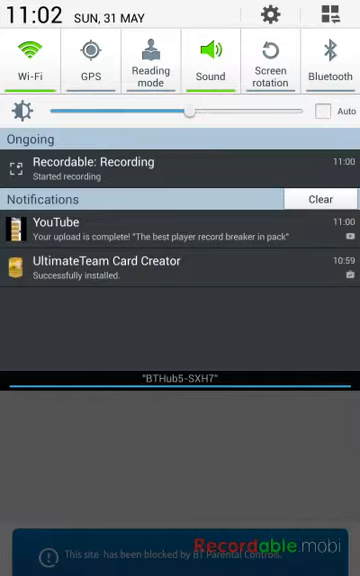 11:02 SUN, 31 MAY
Wi-Fi
GPS
Reading mode
Sound
Screen rotation
Bluetooth
Auto
Ongoing
Recordable: Recording 11:00
Started recording
Notifications Clear
YouTube 11:00
Your upload is complete! "The best player record breaker in pack"
UltimateTeam Card Creator 10:59
Successfully installed.
"BTHub5-SXH7"
Recordable.mobi
This site has been blocked by BT Parental Controls.